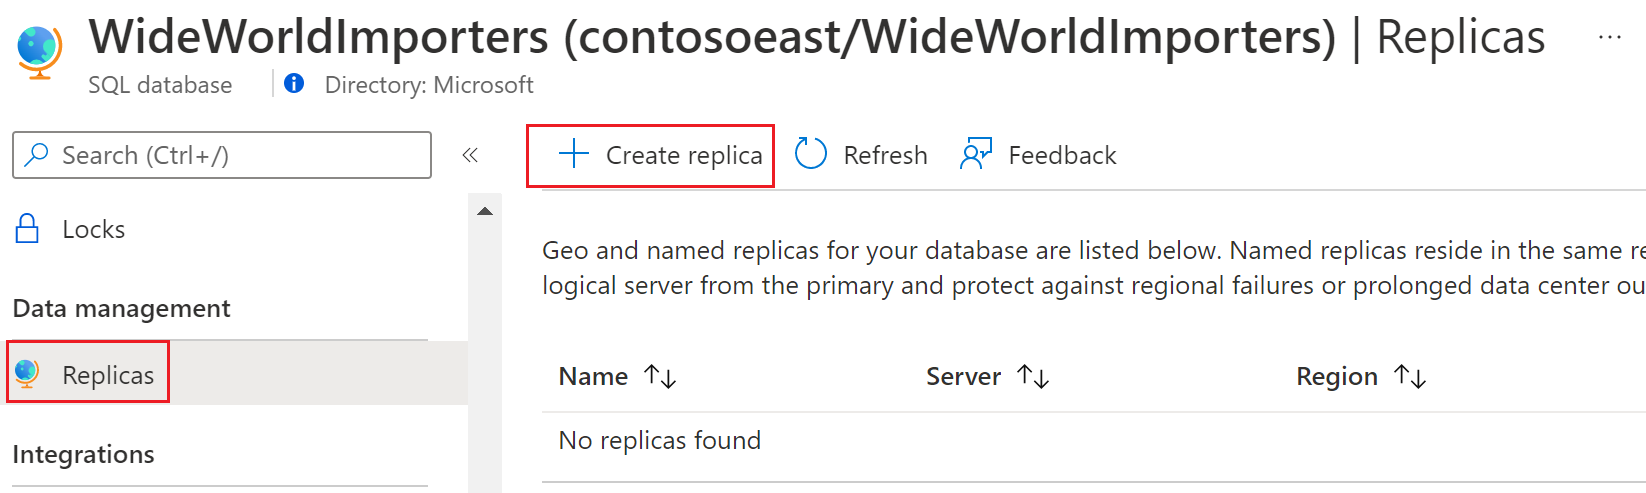 WideWorldImporters (contosoeast/WideWorldImporters) | Replicas ...
SQL database
Directory: Microsoft
Search (Ctrl+/)
Create replica
Refresh
Feedback
Locks
Geo and named replicas for your database are listed below. Named replicas reside in the same re
logical server from the primary and protect against regional failures or prolonged data center ou
Data management
Replicas
Name
Server
Region
No replicas found
Integrations